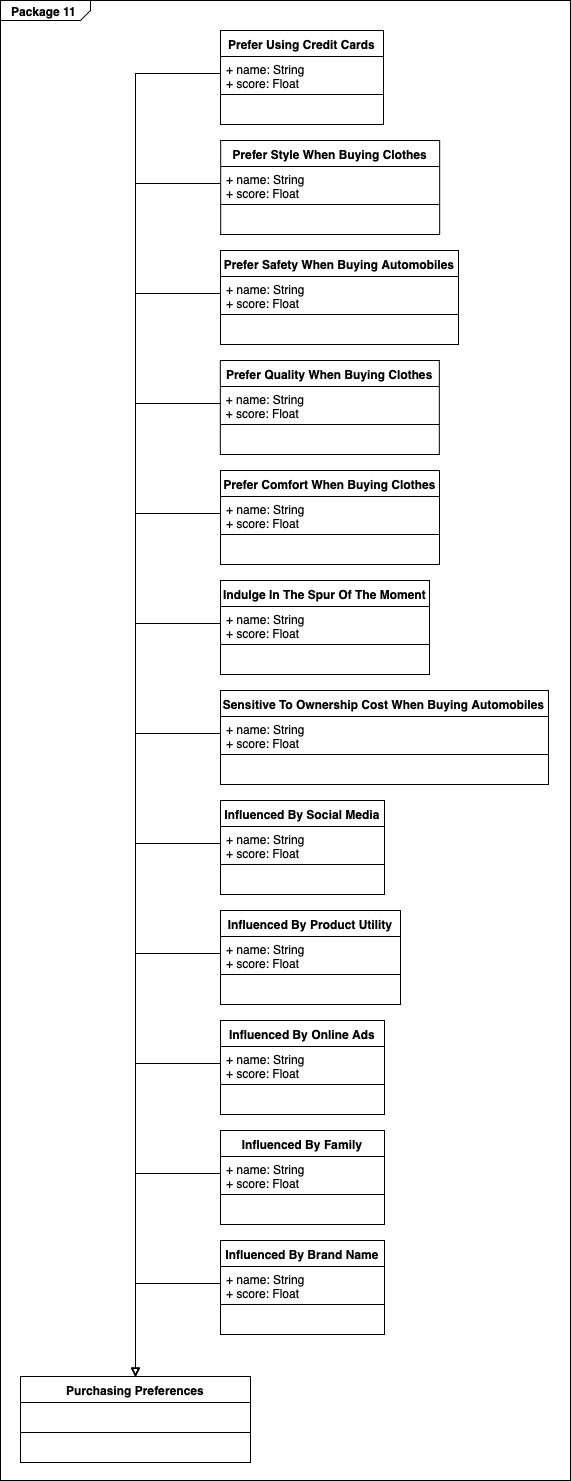 Package 11
Prefer Using Credit Cards
+ name: String
+ score: Float
Prefer Style When Buying Clothes
+ name: String
+ score: Float
Prefer Safety When Buying Automobiles
+ name: String
+ score: Float
Prefer Quality When Buying Clothes
+ name: String
+ score: Float
Prefer Comfort When Buying Clothes
+ name: String
+ score: Float
Indulge In The Spur Of The Moment
+ name: String
+ score: Float
Sensitive To Ownership Cost When Buying Automobiles
+ name: String
+ score: Float
Influenced By Social Media
+ name: String
+ score: Float
Influenced By Product Utility
+ name: String
+ score: Float
Influenced By Online Ads
+ name: String
+ score: Float
Influenced By Family
+ name: String
+ score: Float
Influenced By Brand Name
+ name: String
+ score: Float
Purchasing Preferences